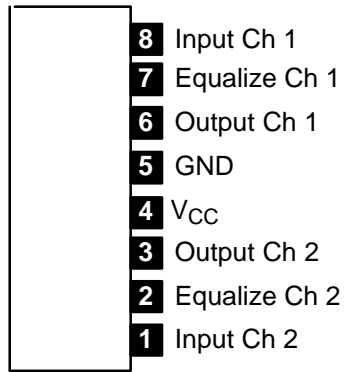 8 Input Ch 1
7 Equalize Ch 1
6 Output Ch 1
5 GND
4 VCC
3 Output Ch 2
2 Equalize Ch 2
1 Input Ch 2